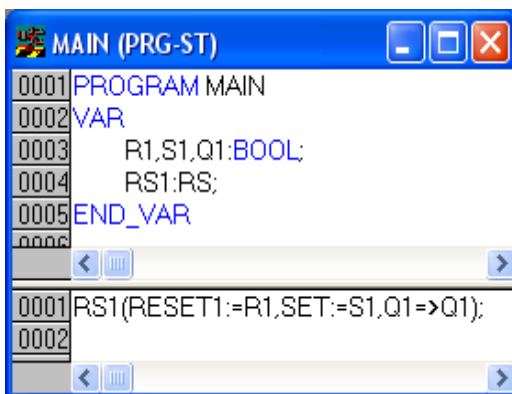 MAIN (PRG-ST)
0001 PROGRAM MAIN
0002 VAR
0003 R1,S1,Q1:BOOL;
0004 RS1:RS;
0005 END_VAR
0006
0001 RS1(RESET1:=R1,SET:=S1,Q1=>Q1);
0002